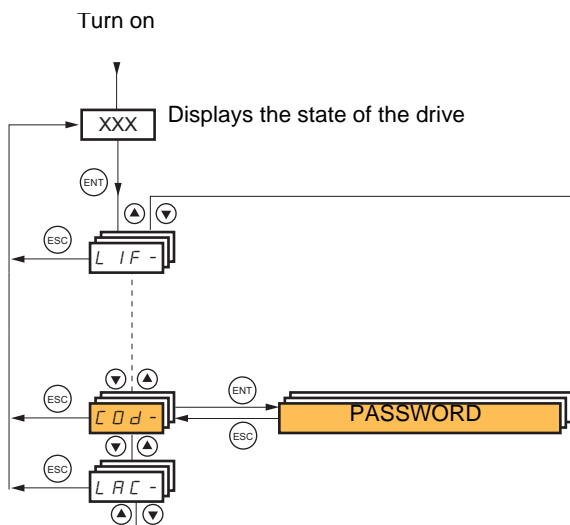 Turn on
XXX Displays the state of the drive
ENT
ESC
L IF -
ESC ENT
COd - PASSWORD
ESC
ESC
LAC -